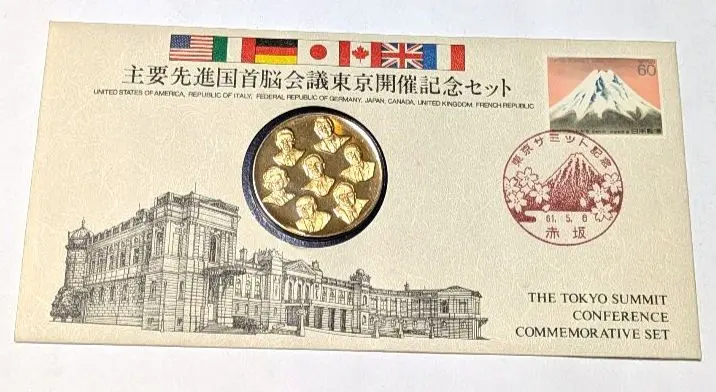 主要先進国首脳会議東京開催記念セット
UNITED STATES OF AMERICA, REPUBLIC OF ITALY, FEDERAL REPUBLIC OF GERMANY, JAPAN, CANADA, UNITED KINGDOM, FRENCH REPUBLIC
60
日本郵便
東京サミット記念
61.5.6
赤坂
THE TOKYO SUMMIT
CONFERENCE
COMMEMORATIVE SET